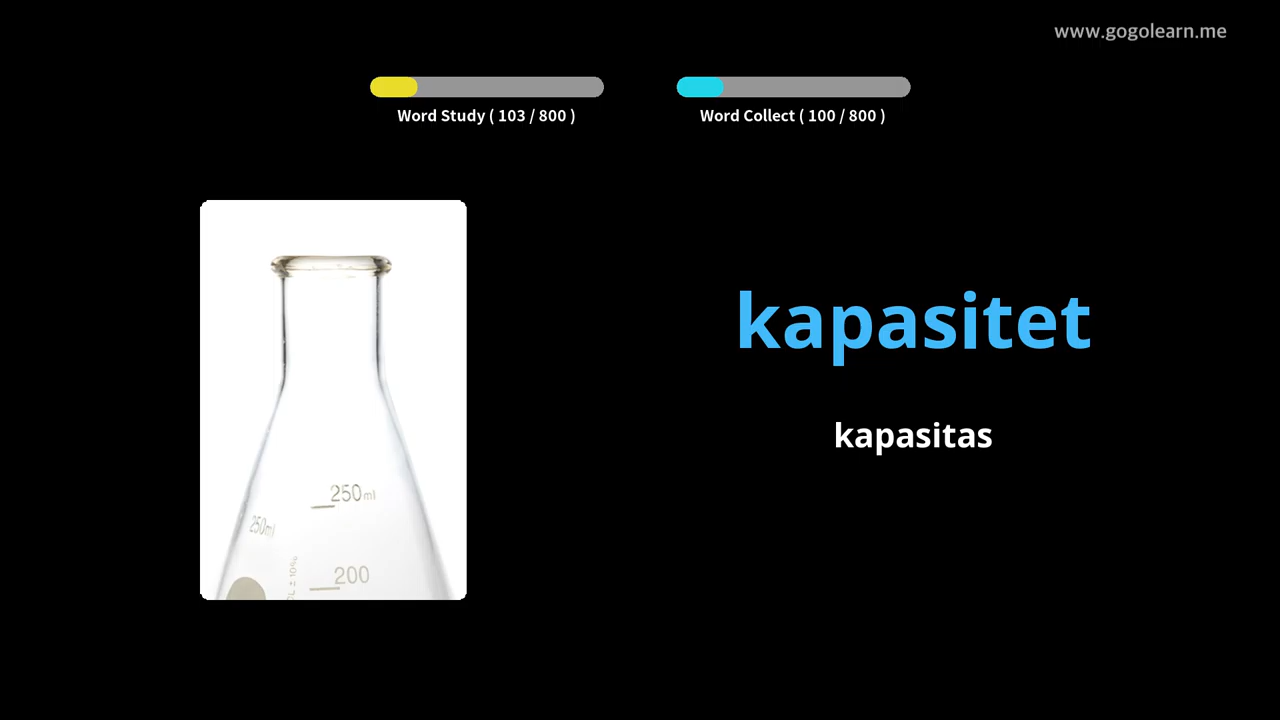 www.gogolearn.me
Word Study ( 103 / 800 )
Word Collect ( 100 / 800 )
kapasitet
kapasitas
250ml
250ml
200